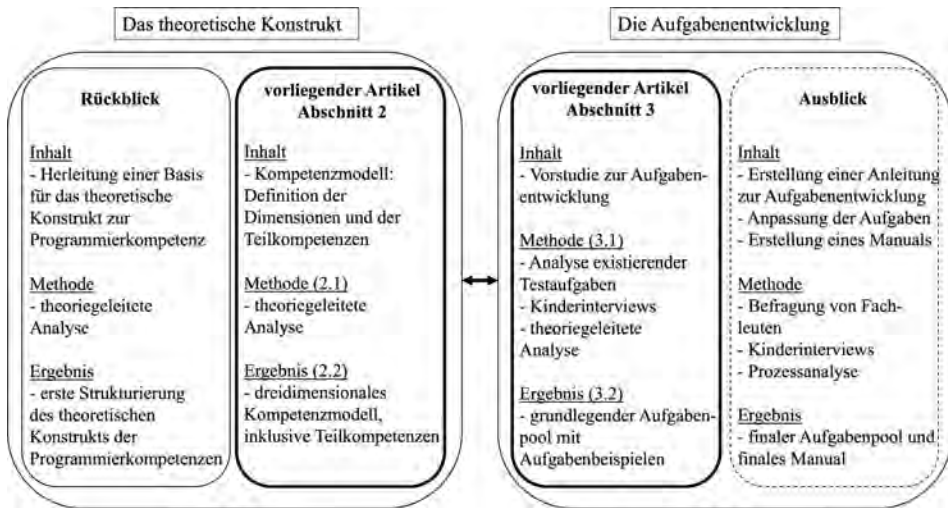 Das theoretische Konstrukt
Rückblick
Inhalt
- Herleitung einer Basis
für das theoretische
Konstrukt zur
Programmierkompetenz
Methode
- theoriegeleitete
Analyse
Ergebnis
- erste Strukturierung
des theoretischen
Konstrukts der
Programmierkompetenzen
vorliegender Artikel
Abschnitt 2
Inhalt
- Kompetenzmodell:
Definition der
Dimensionen und der
Teilkompetenzen
Methode (2.1)
- theoriegeleitete
Analyse
Ergebnis (2.2)
- dreidimensionales
Kompetenzmodell,
inklusive Teilkompetenzen
Die Aufgabenentwicklung
vorliegender Artikel
Abschnitt 3
Inhalt
- Vorstudie zur Aufgaben-
entwicklung
Methode (3.1)
- Analyse existierender
Testaufgaben
- Kinderinterviews
- theoriegeleitete
Analyse
Ergebnis (3.2)
- grundlegender Aufgaben-
pool mit
Aufgabenbeispielen
Ausblick
Inhalt
- Erstellung einer Anleitung
zur Aufgabenentwicklung
- Anpassung der Aufgaben
- Erstellung eines Manuals
Methode
- Befragung von Fach-
leuten
- Kinderinterviews
- Prozessanalyse
Ergebnis
- finaler Aufgabenpool und
finales Manual